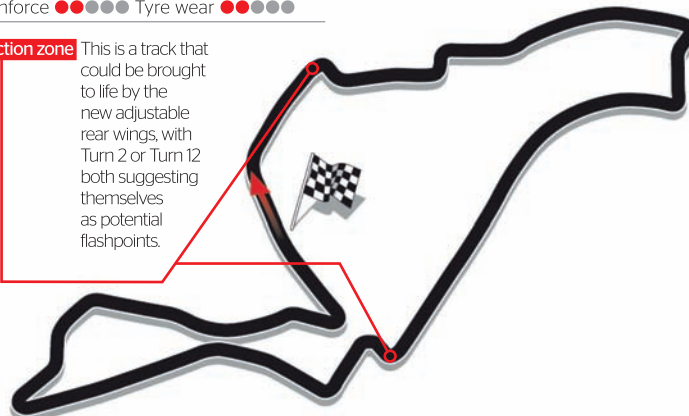 nforce Tyre wear
ction zone This is a track that
could be brought
to life by the
new adjustable
rear wings, with
Turn 2 or Turn 12
both suggesting
themselves
as potential
flashpoints.